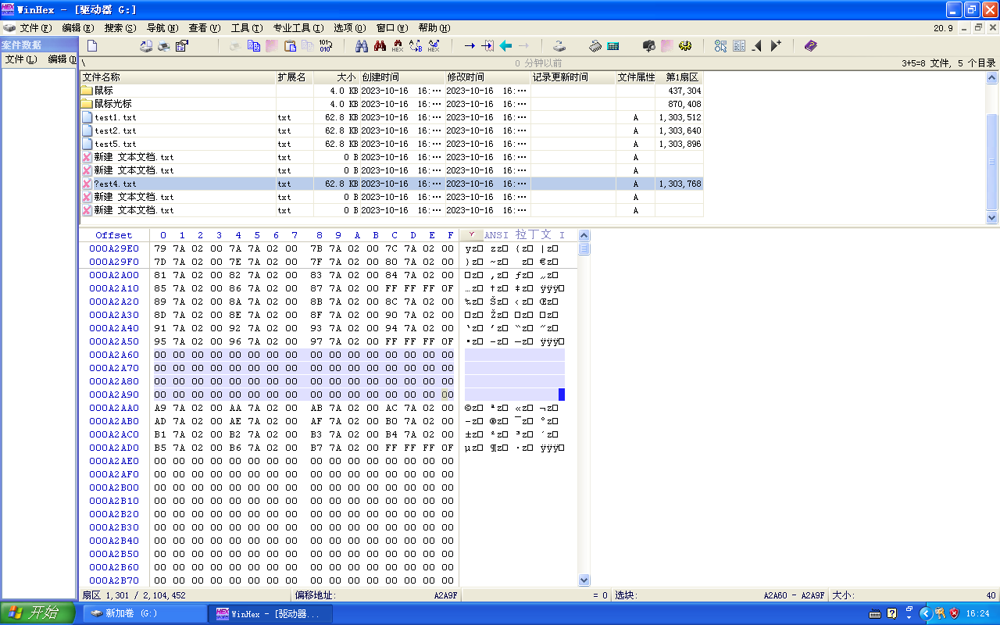 WinHex - [驱动器 G:]
文件(F) 编辑(E) 搜索(S) 导航(N) 查看(V) 工具(T) 专业工具(I) 选项(O) 窗口(W) 帮助(H) 20.9
案件数据
文件(L) 编辑(D
\ 0 分钟以前 3+5=8 文件, 5 个目录
文件名称 扩展名 大小 创建时间 修改时间 记录更新时间 文件属性 第1扇区
鼠标 4.0 KB 2023-10-16 16:… 2023-10-16 16:… 437,304
鼠标光标 4.0 KB 2023-10-16 16:… 2023-10-16 16:… 870,408
test1.txt txt 62.8 KB 2023-10-16 16:… 2023-10-16 16:… A 1,303,512
test2.txt txt 62.8 KB 2023-10-16 16:… 2023-10-16 16:… A 1,303,640
test5.txt txt 62.8 KB 2023-10-16 16:… 2023-10-16 16:… A 1,303,896
新建 文本文档.txt txt 0 B 2023-10-16 16:… 2023-10-16 16:… A
新建 文本文档.txt txt 0 B 2023-10-16 16:… 2023-10-16 16:… A
?est4.txt txt 62.8 KB 2023-10-16 16:… 2023-10-16 16:… A 1,303,768
新建 文本文档.txt txt 0 B 2023-10-16 16:… 2023-10-16 16:… A
新建 文本文档.txt txt 0 B 2023-10-16 16:… 2023-10-16 16:… A
Offset 0 1 2 3 4 5 6 7 8 9 A B C D E F ANSI 拉丁文 I
000A29E0 79 7A 02 00 7A 7A 02 00 7B 7A 02 00 7C 7A 02 00 yz□ zz□ {z□ |z□
000A29F0 7D 7A 02 00 7E 7A 02 00 7F 7A 02 00 80 7A 02 00 }z□ ~z□ z□ €z□
000A2A00 81 7A 02 00 82 7A 02 00 83 7A 02 00 84 7A 02 00 □z□ ‚z□ ƒz□ „z□
000A2A10 85 7A 02 00 86 7A 02 00 87 7A 02 00 FF FF FF 0F …z□ †z□ ‡z□ ÿÿÿ□
000A2A20 89 7A 02 00 8A 7A 02 00 8B 7A 02 00 8C 7A 02 00 ‰z□ Šz□ ‹z□ Œz□
000A2A30 8D 7A 02 00 8E 7A 02 00 8F 7A 02 00 90 7A 02 00 □z□ Žz□ □z□ □z□
000A2A40 91 7A 02 00 92 7A 02 00 93 7A 02 00 94 7A 02 00 ‘z□ ’z□ “z□ ”z□
000A2A50 95 7A 02 00 96 7A 02 00 97 7A 02 00 FF FF FF 0F •z□ –z□ —z□ ÿÿÿ□
000A2A60 00 00 00 00 00 00 00 00 00 00 00 00 00 00 00 00
000A2A70 00 00 00 00 00 00 00 00 00 00 00 00 00 00 00 00
000A2A80 00 00 00 00 00 00 00 00 00 00 00 00 00 00 00 00
000A2A90 00 00 00 00 00 00 00 00 00 00 00 00 00 00 00 00
000A2AA0 A9 7A 02 00 AA 7A 02 00 AB 7A 02 00 AC 7A 02 00 ©z□ ªz□ «z□ ¬z□
000A2AB0 AD 7A 02 00 AE 7A 02 00 AF 7A 02 00 B0 7A 02 00 -z□ ®z□ ¯z□ °z□
000A2AC0 B1 7A 02 00 B2 7A 02 00 B3 7A 02 00 B4 7A 02 00 ±z□ ²z□ ³z□ ´z□
000A2AD0 B5 7A 02 00 B6 7A 02 00 B7 7A 02 00 FF FF FF 0F µz□ ¶z□ ·z□ ÿÿÿ□
000A2AE0 00 00 00 00 00 00 00 00 00 00 00 00 00 00 00 00
000A2AF0 00 00 00 00 00 00 00 00 00 00 00 00 00 00 00 00
000A2B00 00 00 00 00 00 00 00 00 00 00 00 00 00 00 00 00
000A2B10 00 00 00 00 00 00 00 00 00 00 00 00 00 00 00 00
000A2B20 00 00 00 00 00 00 00 00 00 00 00 00 00 00 00 00
000A2B30 00 00 00 00 00 00 00 00 00 00 00 00 00 00 00 00
000A2B40 00 00 00 00 00 00 00 00 00 00 00 00 00 00 00 00
000A2B50 00 00 00 00 00 00 00 00 00 00 00 00 00 00 00 00
000A2B60 00 00 00 00 00 00 00 00 00 00 00 00 00 00 00 00
000A2B70 00 00 00 00 00 00 00 00 00 00 00 00 00 00 00 00
扇区 1,301 / 2,104,452 偏移地址: A2A9F = 0 选块: A2A60 - A2A9F 大小: 40
开始 新加卷 (G:) WinHex - [驱动器... 16:24